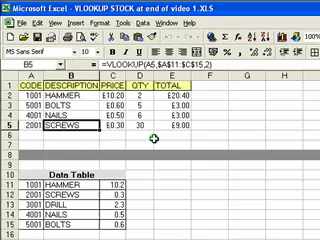 Microsoft Excel - VLOOKUP STOCK at end of video 1.XLS
File Edit View Insert Format Tools Data Window Help
MS Sans Serif 10 B I U
B5 =VLOOKUP(A5,$A$11:$C$15,2)
A B C D E F
1 CODE DESCRIPTION PRICE QTY TOTAL
2 1001 HAMMER £10.20 2 £20.40
3 5001 BOLTS £0.60 5 £3.00
4 4001 NAILS £0.50 6 £3.00
5 2001 SCREWS £0.30 30 £9.00
6
7
8
9
10 Data Table
11 1001 HAMMER 10.2
12 2001 SCREWS 0.3
13 3001 DRILL 2.3
14 4001 NAILS 0.5
15 5001 BOLTS 0.6
16